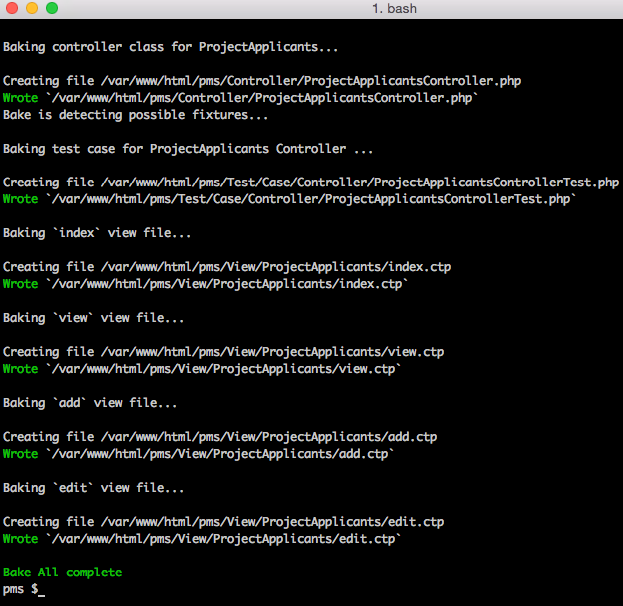 1. bash
Baking controller class for ProjectApplicants...
Creating file /var/www/html/pms/Controller/ProjectApplicantsController.php
Wrote `/var/www/html/pms/Controller/ProjectApplicantsController.php`
Bake is detecting possible fixtures...
Baking test case for ProjectApplicants Controller ...
Creating file /var/www/html/pms/Test/Case/Controller/ProjectApplicantsControllerTest.php
Wrote `/var/www/html/pms/Test/Case/Controller/ProjectApplicantsControllerTest.php`
Baking `index` view file...
Creating file /var/www/html/pms/View/ProjectApplicants/index.ctp
Wrote `/var/www/html/pms/View/ProjectApplicants/index.ctp`
Baking `view` view file...
Creating file /var/www/html/pms/View/ProjectApplicants/view.ctp
Wrote `/var/www/html/pms/View/ProjectApplicants/view.ctp`
Baking `add` view file...
Creating file /var/www/html/pms/View/ProjectApplicants/add.ctp
Wrote `/var/www/html/pms/View/ProjectApplicants/add.ctp`
Baking `edit` view file...
Creating file /var/www/html/pms/View/ProjectApplicants/edit.ctp
Wrote `/var/www/html/pms/View/ProjectApplicants/edit.ctp`
Bake All complete
pms $_